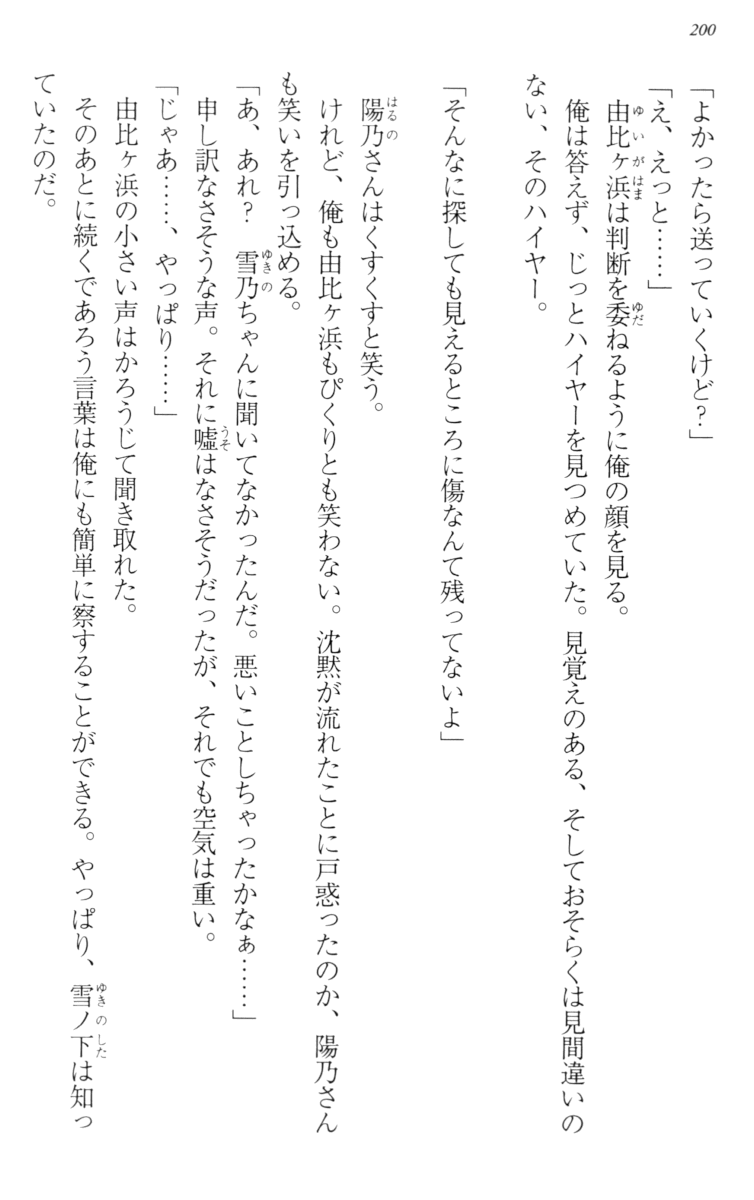 200
「よかったら送っていくけど？」
「え、えっと……」
　由比ヶ浜は判断を委ねるように俺の顔を見る。
　俺は答えず、じっとハイヤーを見つめていた。見覚えのある、そしておそらくは見間違いの
ない、そのハイヤー。
「そんなに探しても見えるところに傷なんて残ってないよ」
　陽乃さんはくすくすと笑う。
　けれど、俺も由比ヶ浜もぴくりとも笑わない。沈黙が流れたことに戸惑ったのか、陽乃さん
も笑いを引っ込める。
「あ、あれ？　雪乃ちゃんに聞いてなかったんだ。悪いことしちゃったかなぁ……」
　申し訳なさそうな声。それに嘘はなさそうだったが、それでも空気は重い。
「じゃあ……、やっぱり……」
　由比ヶ浜の小さい声はかろうじて聞き取れた。
　そのあとに続くであろう言葉は俺にも簡単に察することができる。やっぱり、雪ノ下は知っ
ていたのだ。